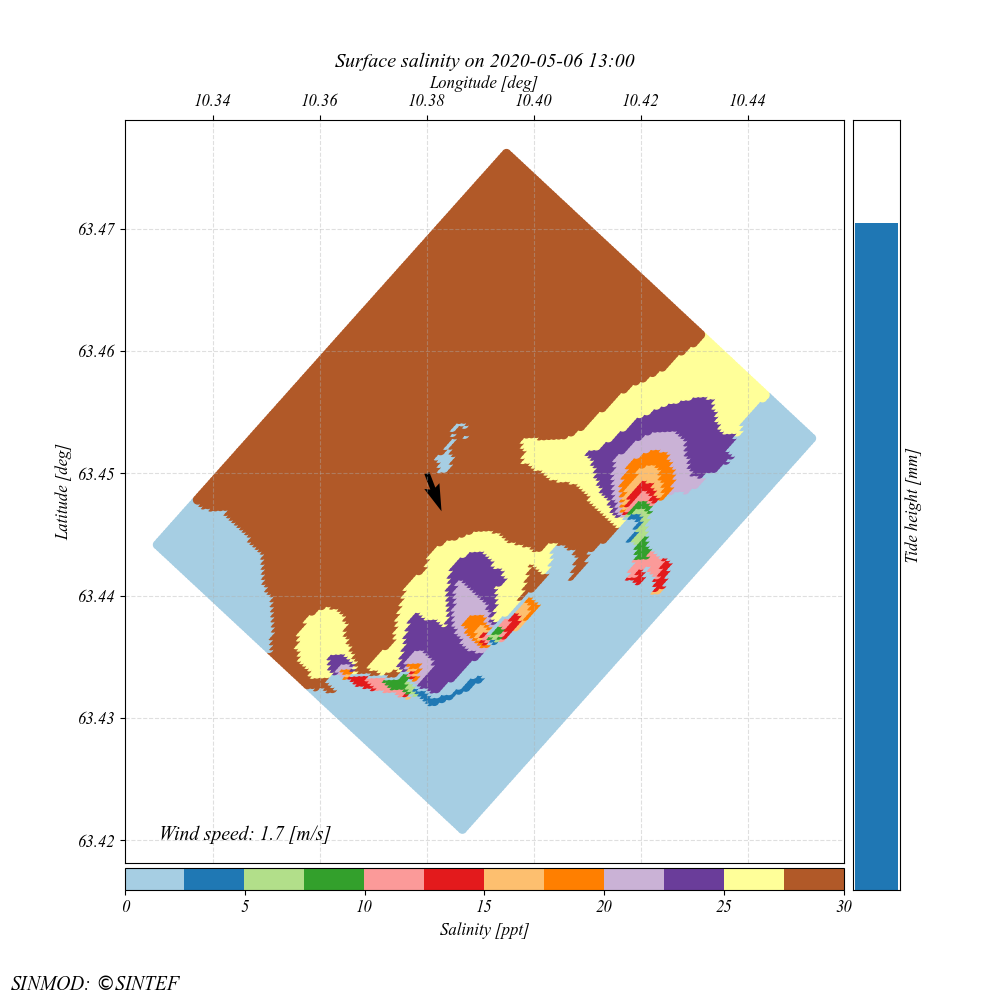 Surface salinity on 2020-05-06 13:00
Longitude [deg]
10.34 10.36 10.38 10.40 10.42 10.44
63.47
63.46
63.45
63.44
63.43
63.42
Latitude [deg]
Tide height [mm]
Wind speed: 1.7 [m/s]
0 5 10 15 20 25 30
Salinity [ppt]
SINMOD: ©SINTEF